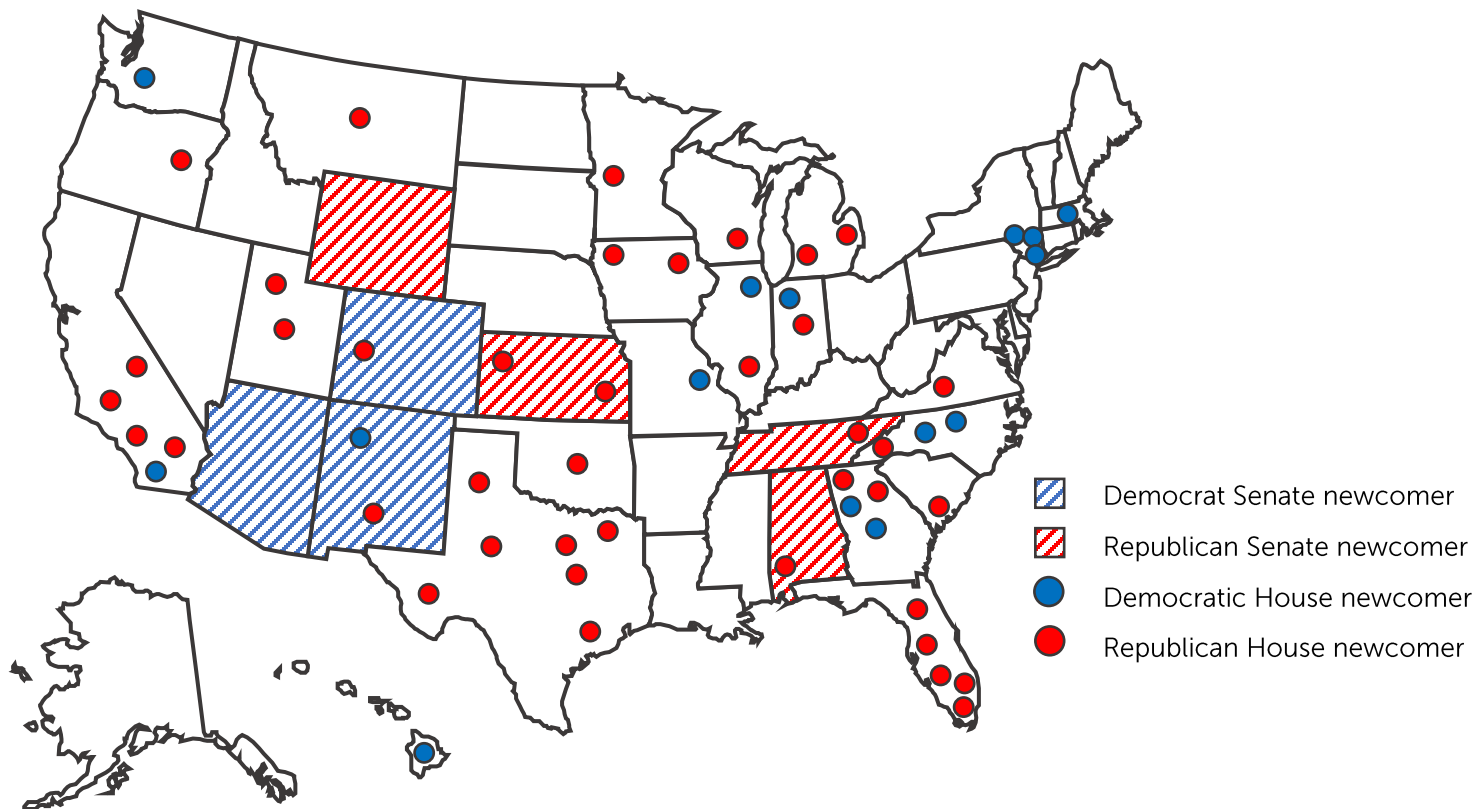 Democrat Senate newcomer
Republican Senate newcomer
Democratic House newcomer
Republican House newcomer